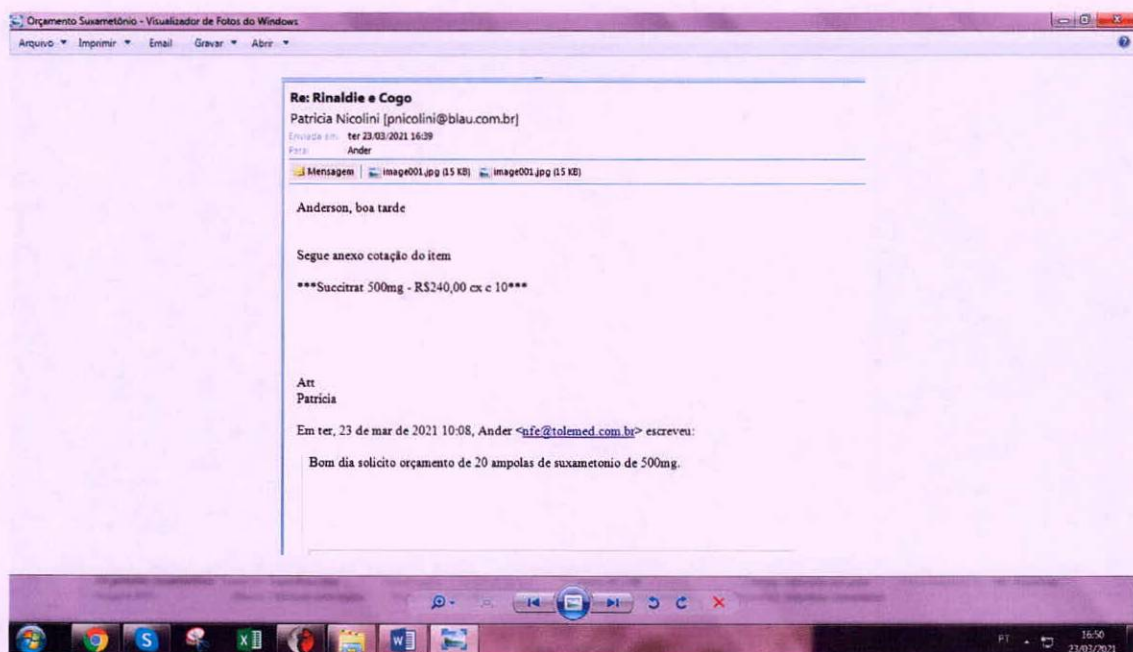 Orçamento Suxametônio - Visualizador de Fotos do Windows
Arquivo Imprimir Email Gravar Abrir
Re: Rinaldie e Cogo
Patricia Nicolini [pnicolini@blau.com.br]
Enviada em: ter 23/03/2021 16:39
Para: Ander
Mensagem image001.jpg (15 KB) image001.jpg (15 KB)
Anderson, boa tarde
Segue anexo cotação do item
***Succitrat 500mg - R$240,00 cx c 10***
Att
Patricia
Em ter, 23 de mar de 2021 10:08, Ander <nfe@tolemed.com.br> escreveu:
Bom dia solicito orçamento de 20 ampolas de suxametonio de 500mg.
PT 16:50
23/03/2021